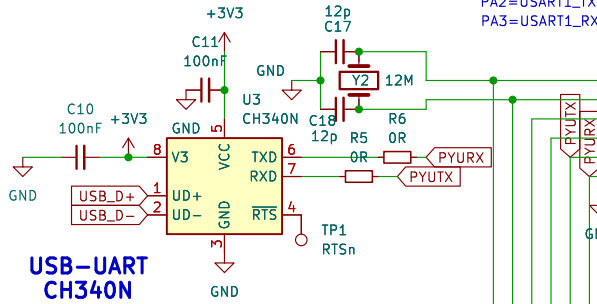 PA2=USART1_TX
PA3=USART1_RX
+3V3
12p
C17
C11
100nF
GND
Y2
12M
U3
CH340N
C18
12p
R6
0R
R5
0R
C10
100nF
+3V3
GND
5
8
V3
VCC
TXD
6
PYURX
RXD
7
PYUTX
GND
USB_D+
1
UD+
USB_D-
2
UD-
GND
RTS
4
3
TP1
RTSn
GND
USB-UART
CH340N
PYUTX
PYURX